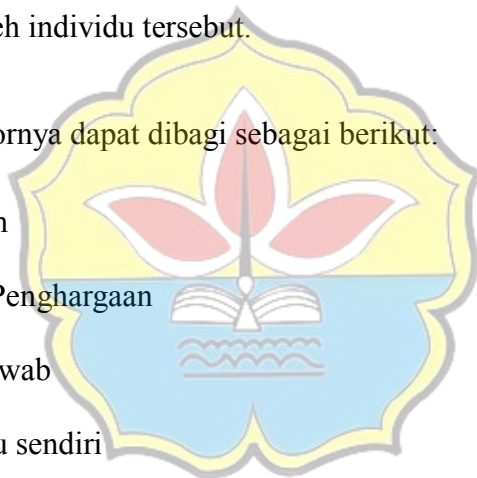 eh individu tersebut.
ornya dapat dibagi sebagai berikut:
n
Penghargaan
wab
u sendiri